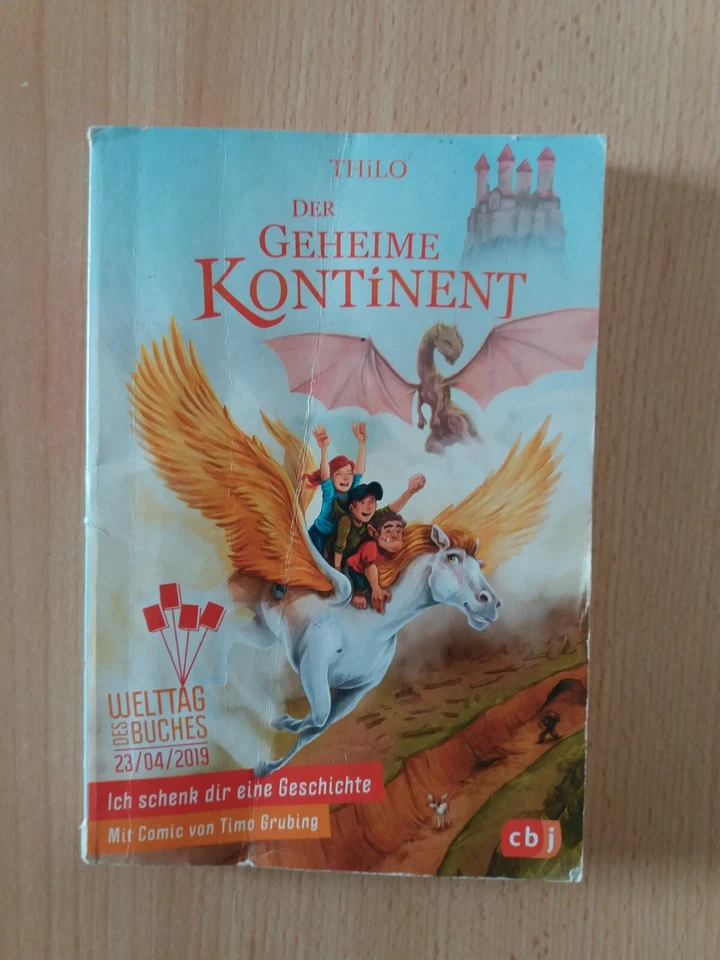 THiLO
DER
GEHEIME
KONTiNENT
WELTTAG
DES
BUCHES
23/04/2019
Ich schenk dir eine Geschichte
Mit Comic von Timo Grubing
cbj